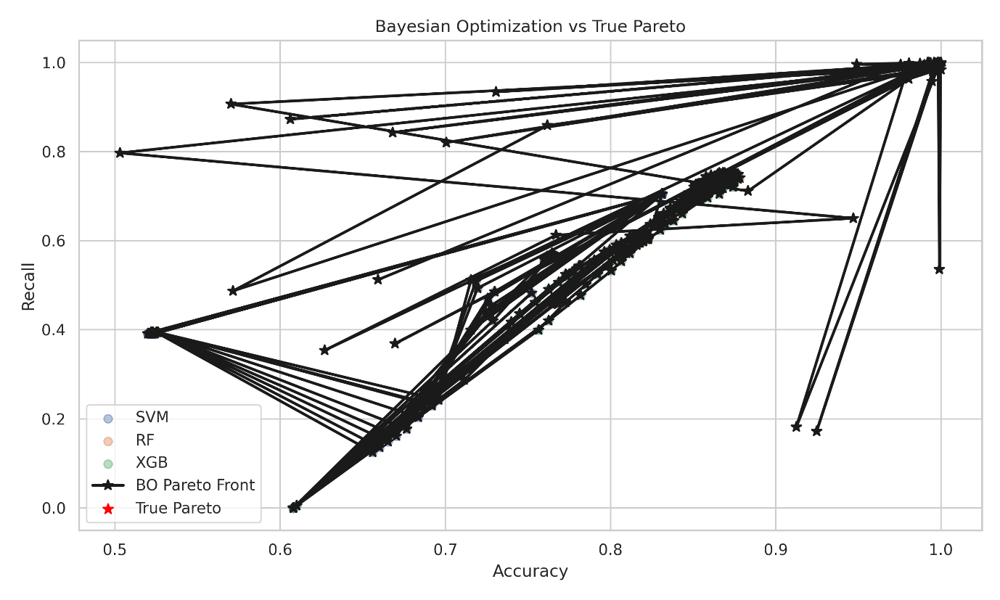 Bayesian Optimization vs True Pareto
1.0
0.8
0.6
0.4
0.2
0.0
Recall
SVM
RF
XGB
BO Pareto Front
True Pareto
0.5 0.6 0.7 0.8 0.9 1.0
Accuracy